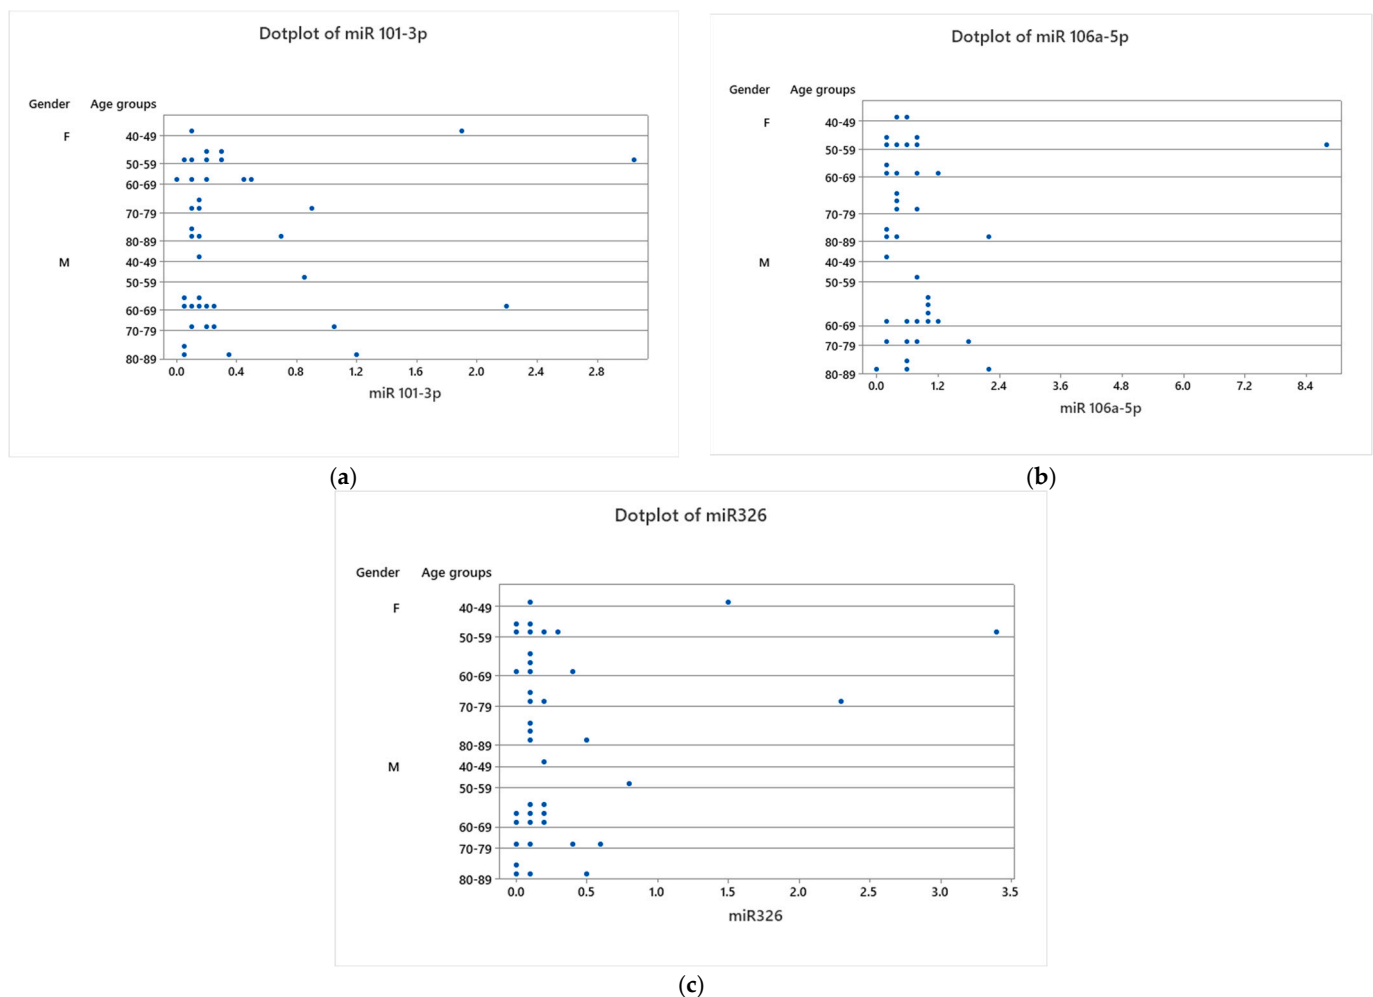 Dotplot of miR 101-3p
Gender Age groups
F 40-49
50-59
60-69
70-79
80-89
M 40-49
50-59
60-69
70-79
80-89
0.0 0.4 0.8 1.2 1.6 2.0 2.4 2.8
miR 101-3p
(a)
Dotplot of miR 106a-5p
Gender Age groups
F 40-49
50-59
60-69
70-79
80-89
M 40-49
50-59
60-69
70-79
80-89
0.0 1.2 2.4 3.6 4.8 6.0 7.2 8.4
miR 106a-5p
(b)
Dotplot of miR326
Gender Age groups
F 40-49
50-59
60-69
70-79
80-89
M 40-49
50-59
60-69
70-79
80-89
0.0 0.5 1.0 1.5 2.0 2.5 3.0 3.5
miR326
(c)